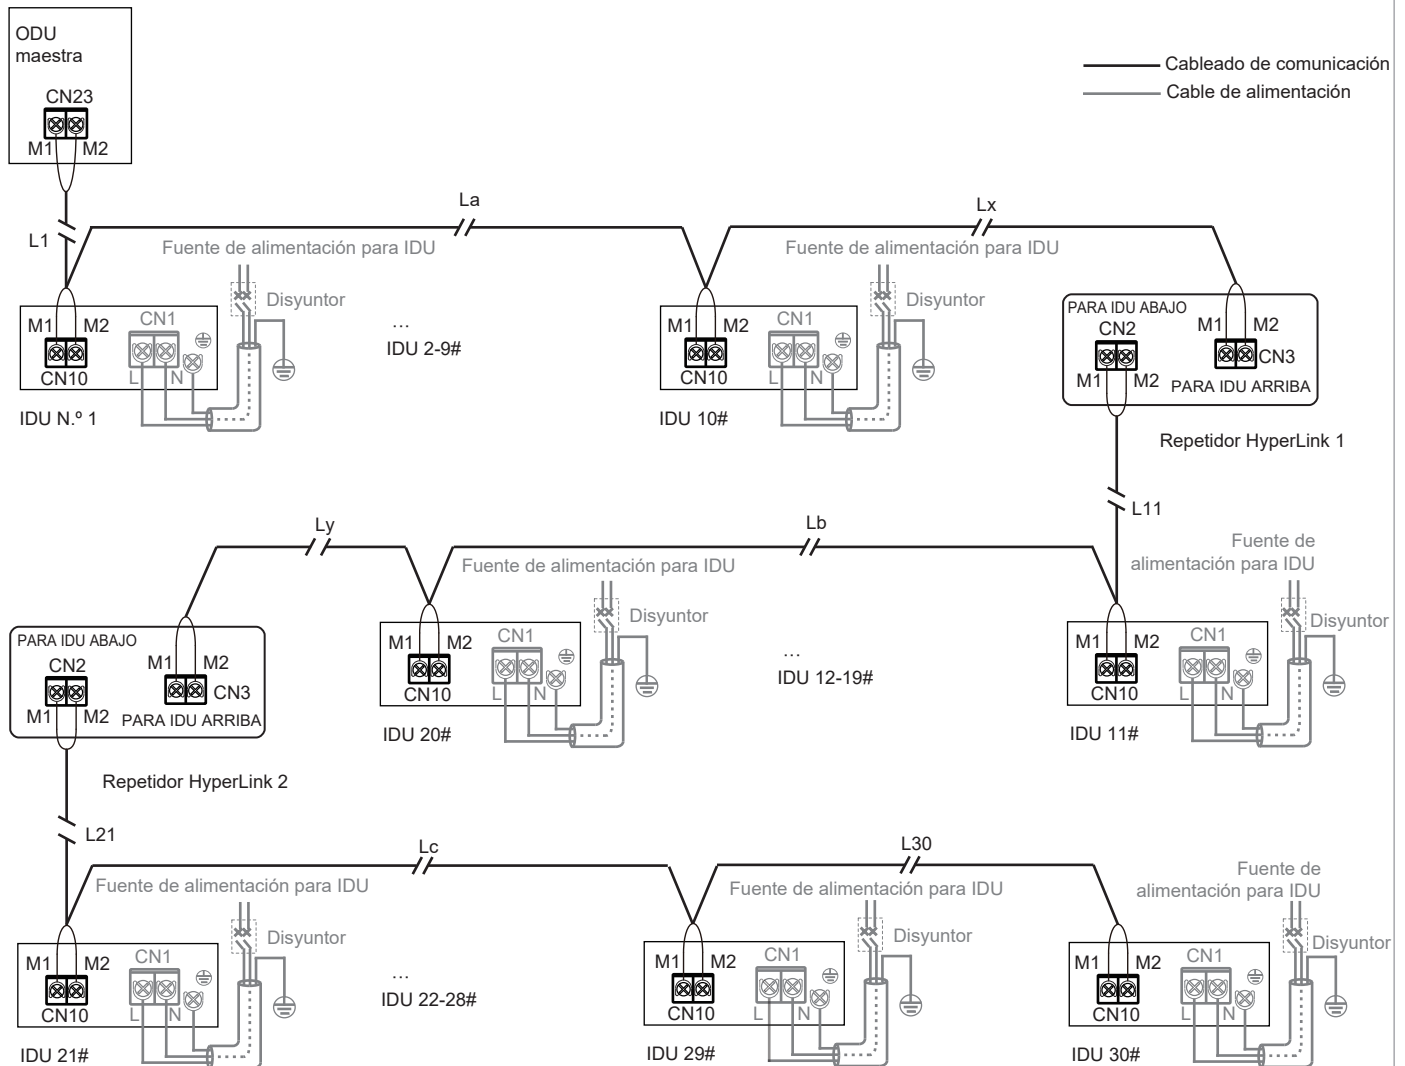 ODU
maestra
CN23
M1 M2
Cableado de comunicación
Cable de alimentación
L1
La
Lx
Fuente de alimentación para IDU
Fuente de alimentación para IDU
Disyuntor
Disyuntor
M1 M2 CN1
CN10 L N
IDU N.º 1
...
IDU 2-9#
M1 M2 CN1
CN10 L N
IDU 10#
PARA IDU ABAJO
CN2
M1 M2
M1 M2
CN3
PARA IDU ARRIBA
Repetidor HyperLink 1
L11
Ly
Lb
Fuente de alimentación para IDU
Fuente de
alimentación para IDU
Disyuntor
Disyuntor
PARA IDU ABAJO
CN2
M1 M2
M1 M2
CN3
PARA IDU ARRIBA
Repetidor HyperLink 2
M1 M2 CN1
CN10 L N
IDU 20#
...
IDU 12-19#
M1 M2 CN1
CN10 L N
IDU 11#
L21
Lc
L30
Fuente de alimentación para IDU
Fuente de alimentación para IDU
Fuente de
alimentación para IDU
Disyuntor
Disyuntor
Disyuntor
M1 M2 CN1
CN10 L N
IDU 21#
...
IDU 22-28#
M1 M2 CN1
CN10 L N
IDU 29#
M1 M2 CN1
CN10 L N
IDU 30#